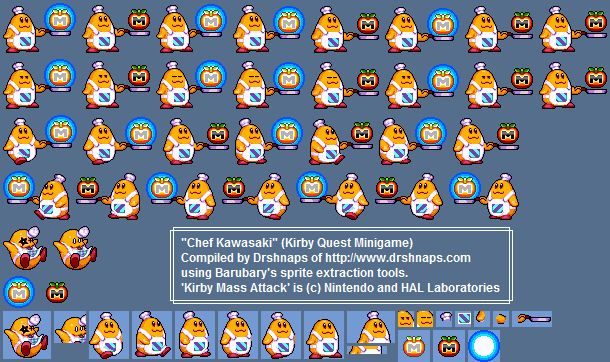 "Chef Kawasaki" (Kirby Quest Minigame)
Compiled by Drshnaps of http://www.drshnaps.com
using Barubary's sprite extraction tools.
'Kirby Mass Attack' is (c) Nintendo and HAL Laboratories